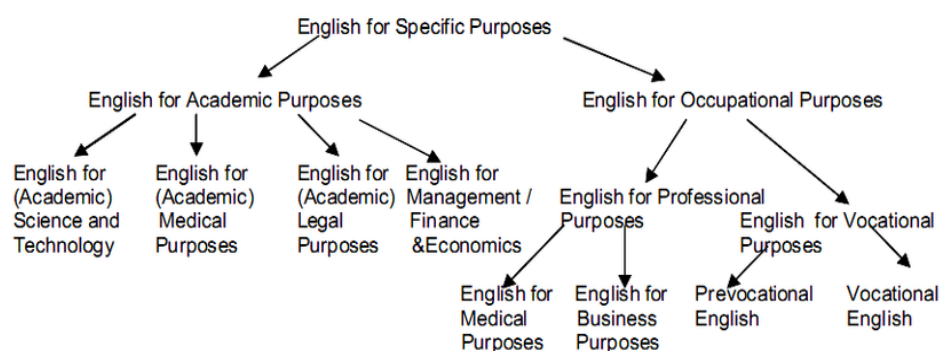 English for Specific Purposes
English for Academic Purposes
English for Occupational Purposes
English for
(Academic)
Science and
Technology
English for
(Academic)
Medical
Purposes
English for
(Academic)
Legal
Purposes
English for
Management /
Finance
&Economics
English for Professional
Purposes
English for Vocational
Purposes
English for
Medical
Purposes
English for
Business
Purposes
Prevocational
English
Vocational
English